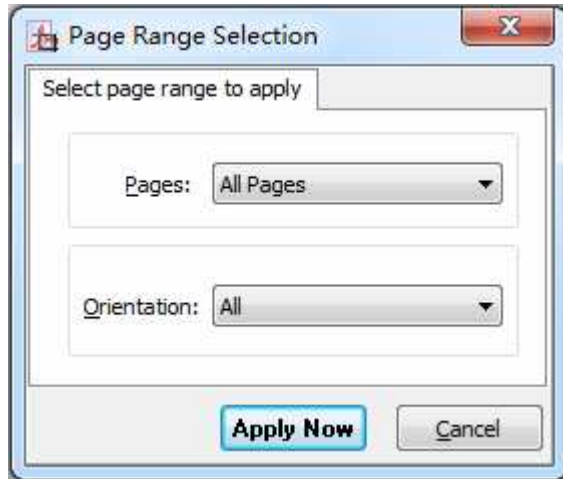 Page Range Selection
Select page range to apply
Pages: All Pages
Orientation: All
Apply Now Cancel